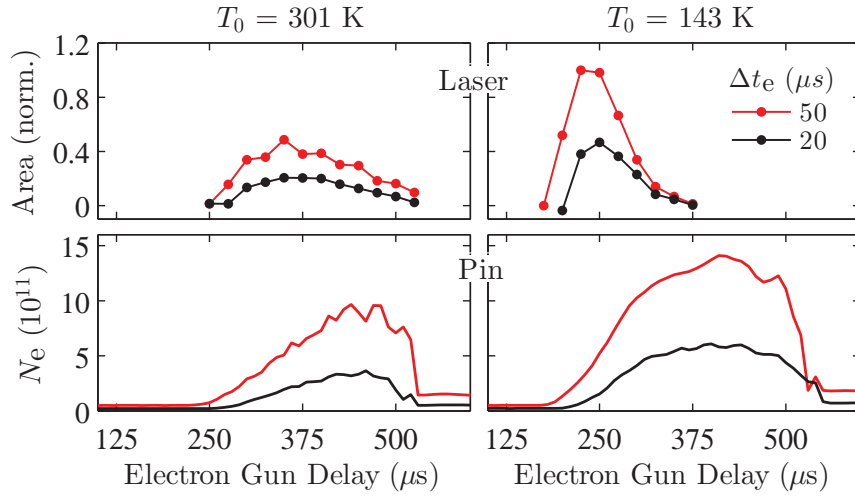 T₀ = 301 K
T₀ = 143 K
Area (norm.)
1.2
0.8
0.4
0
Laser
Δtₑ (μs)
50
20
Nₑ (10¹¹)
15
10
5
0
Pin
125 250 375 500
125 250 375 500
Electron Gun Delay (μs)
Electron Gun Delay (μs)